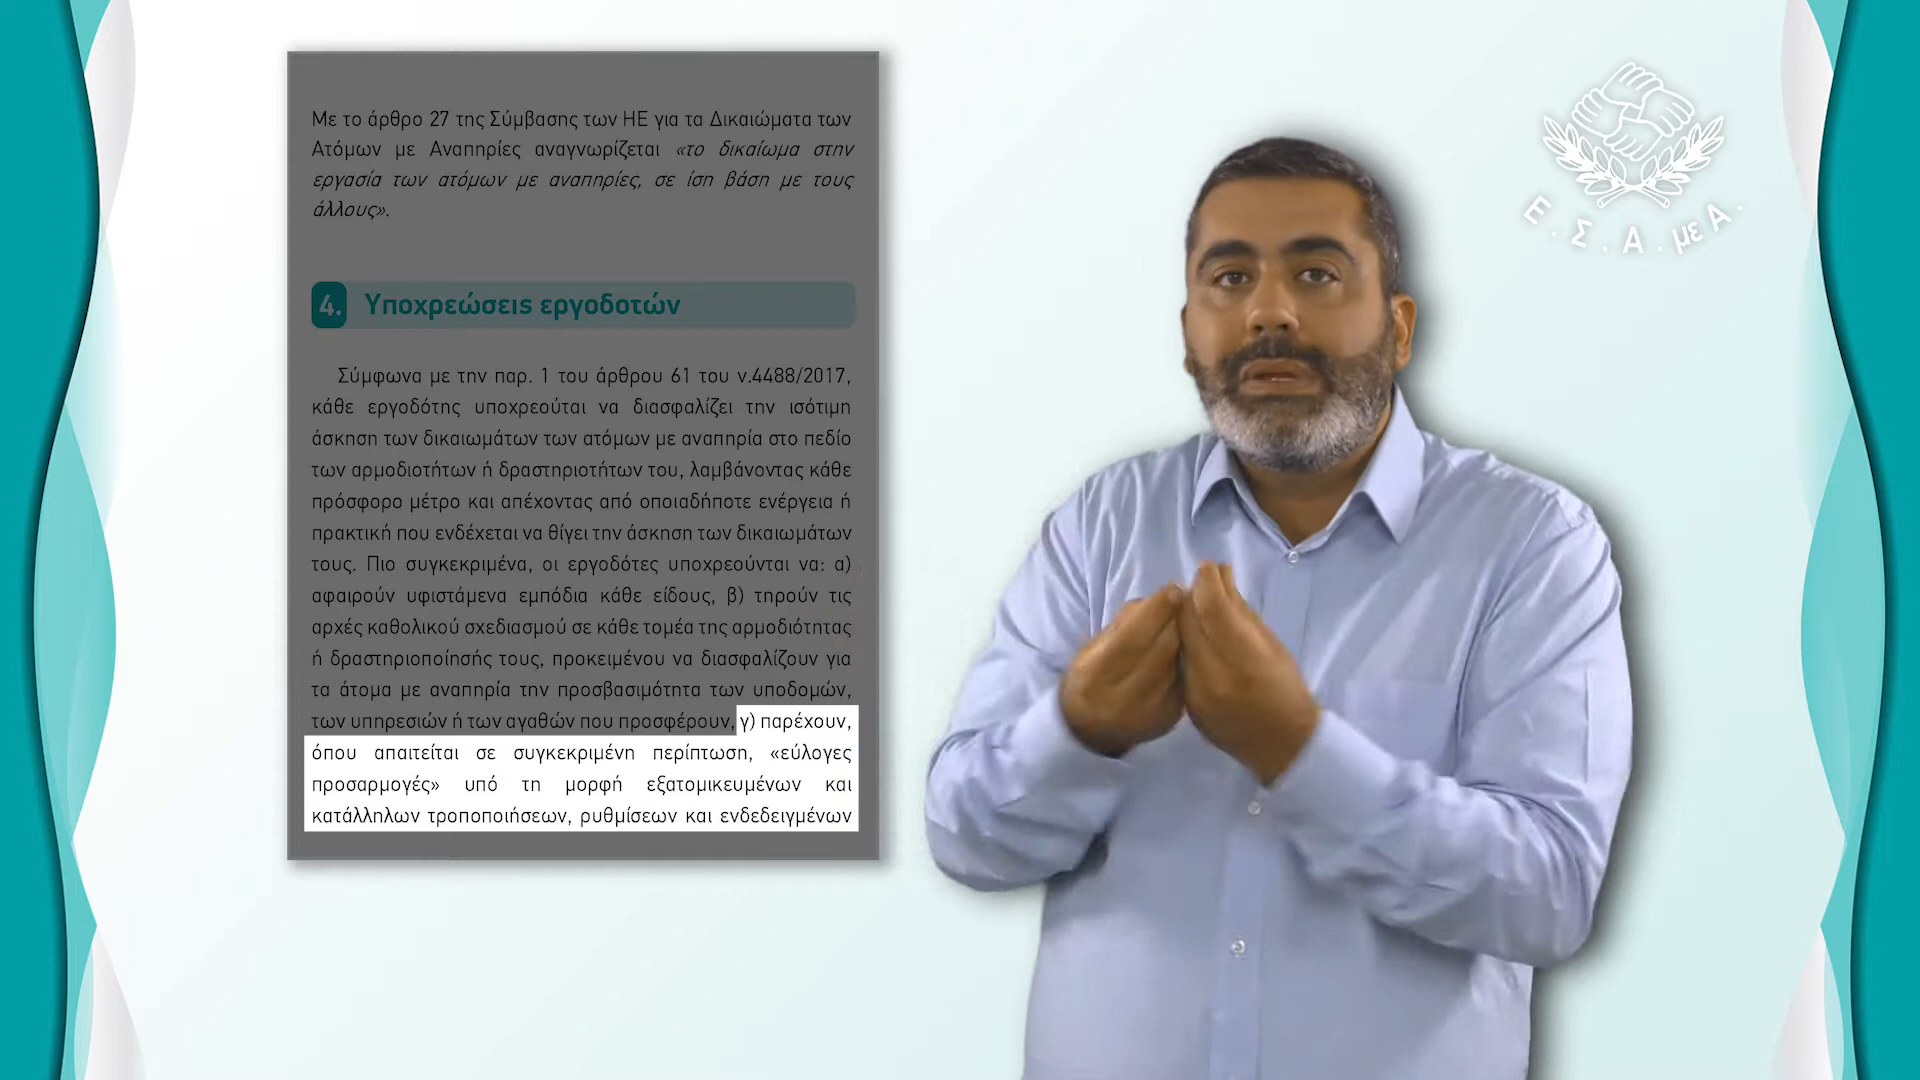 Με το άρθρο 27 της Σύμβασης των ΗΕ για τα Δικαιώματα των
Ατόμων με Αναπηρίες αναγνωρίζεται «το δικαίωμα στην
εργασία των ατόμων με αναπηρίες, σε ίση βάση με τους
άλλους».
4. Υποχρεώσεις εργοδοτών
Σύμφωνα με την παρ. 1 του άρθρου 61 του ν.4488/2017,
κάθε εργοδότης υποχρεούται να διασφαλίζει την ισότιμη
άσκηση των δικαιωμάτων των ατόμων με αναπηρία στο πεδίο
των αρμοδιοτήτων ή δραστηριοτήτων του, λαμβάνοντας κάθε
πρόσφορο μέτρο και απέχοντας από οποιαδήποτε ενέργεια ή
πρακτική που ενδέχεται να θίγει την άσκηση των δικαιωμάτων
τους. Πιο συγκεκριμένα, οι εργοδότες υποχρεούνται να: α)
αφαιρούν υφιστάμενα εμπόδια κάθε είδους, β) τηρούν τις
αρχές καθολικού σχεδιασμού σε κάθε τομέα της αρμοδιότητας
ή δραστηριοποίησής τους, προκειμένου να διασφαλίζουν για
τα άτομα με αναπηρία την προσβασιμότητα των υποδομών,
των υπηρεσιών ή των αγαθών που προσφέρουν, γ) παρέχουν,
όπου απαιτείται σε συγκεκριμένη περίπτωση, «εύλογες
προσαρμογές» υπό τη μορφή εξατομικευμένων και
κατάλληλων τροποποιήσεων, ρυθμίσεων και ενδεδειγμένων
Ε.Σ.Α.με Α.